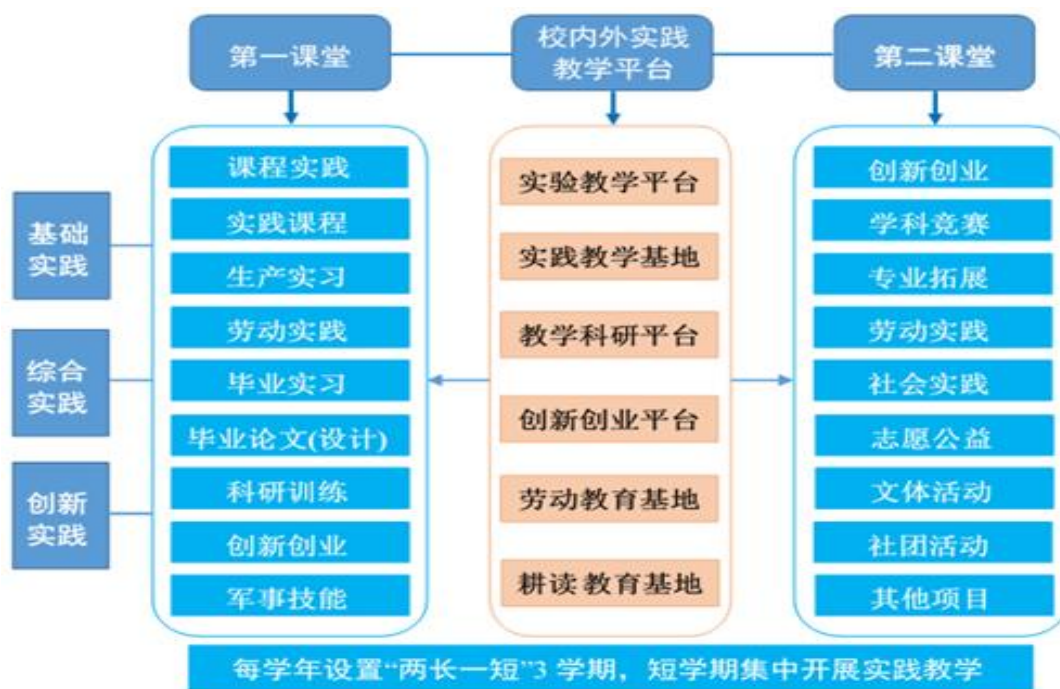 第一课堂
校内外实践
教学平台
第二课堂
基础
实践
综合
实践
创新
实践
课程实践
实践课程
生产实习
劳动实践
毕业实习
毕业论文(设计)
科研训练
创新创业
军事技能
实验教学平台
实践教学基地
教学科研平台
创新创业平台
劳动教育基地
耕读教育基地
创新创业
学科竞赛
专业拓展
劳动实践
社会实践
志愿公益
文体活动
社团活动
其他项目
每学年设置“两长一短”3 学期，短学期集中开展实践教学